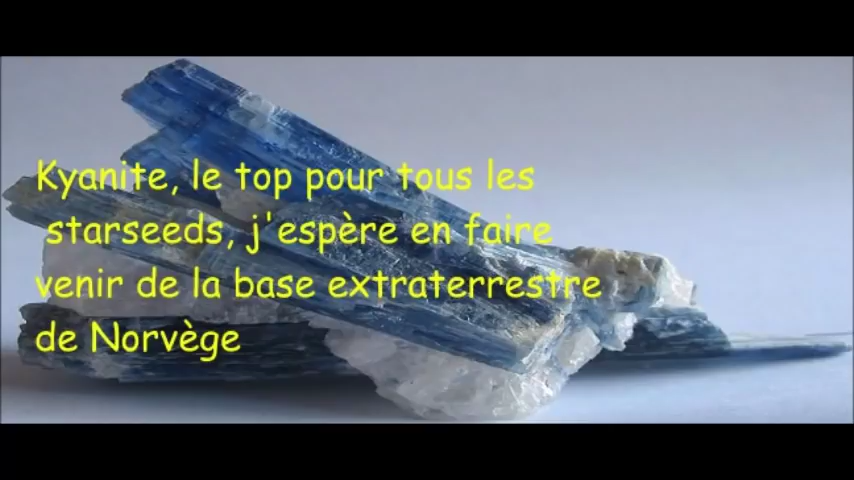 Kyanite, le top pour tous les
starseeds, j'espère en faire
venir de la base extraterrestre
de Norvège